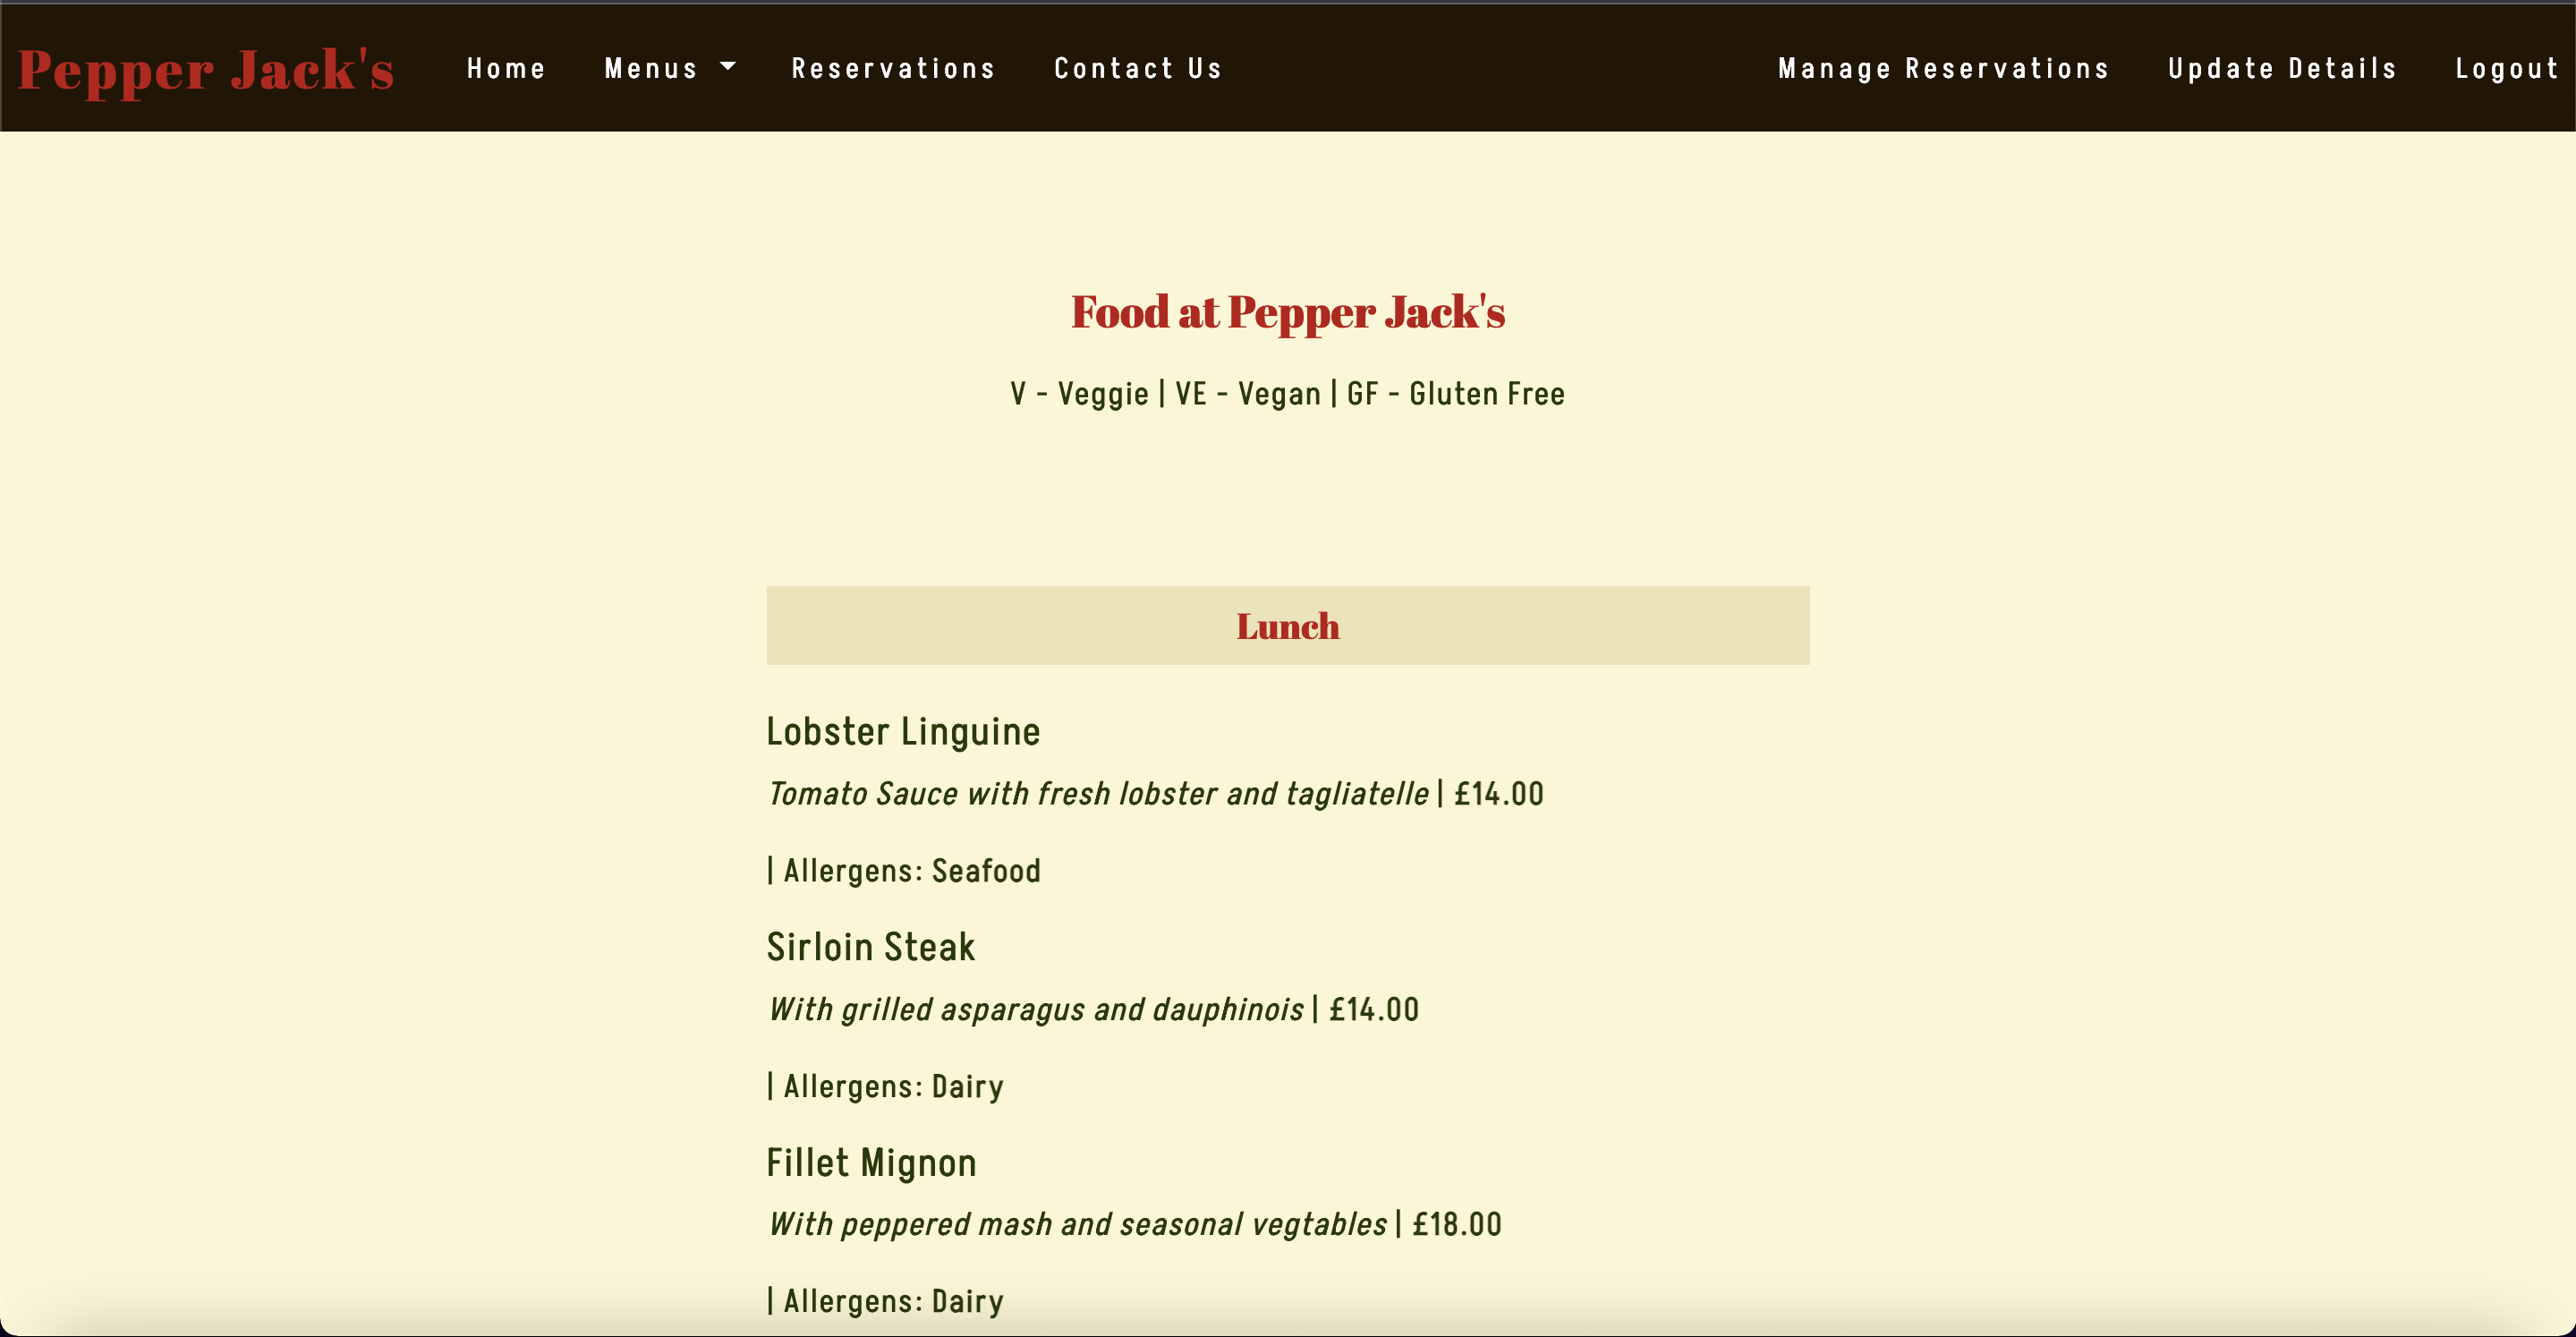 Pepper Jack's Home Menus Reservations Contact Us Manage Reservations Update Details Logout
Food at Pepper Jack's
V - Veggie | VE - Vegan | GF - Gluten Free
Lunch
Lobster Linguine
Tomato Sauce with fresh lobster and tagliatelle | £14.00
| Allergens: Seafood
Sirloin Steak
With grilled asparagus and dauphinois | £14.00
| Allergens: Dairy
Fillet Mignon
With peppered mash and seasonal vegtables | £18.00
| Allergens: Dairy